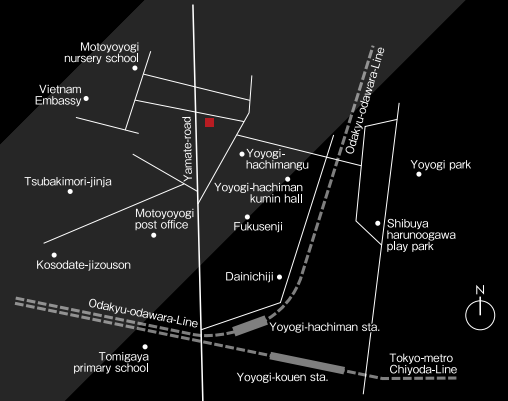 Motoyoyogi
nursery school
Vietnam
Embassy
Yamate-road
Odakyu-odawara-Line
Yoyogi-
hachimangu
Yoyogi park
Tsubakimori-jinja
Yoyogi-hachiman
kumin hall
Motoyoyogi
post office
Fukusenji
Shibuya
harunoogawa
play park
Kosodate-jizouson
Dainichiji
N
Odakyu-odawara-Line
Yoyogi-hachiman sta.
Tomigaya
primary school
Yoyogi-kouen sta.
Tokyo-metro
Chiyoda-Line